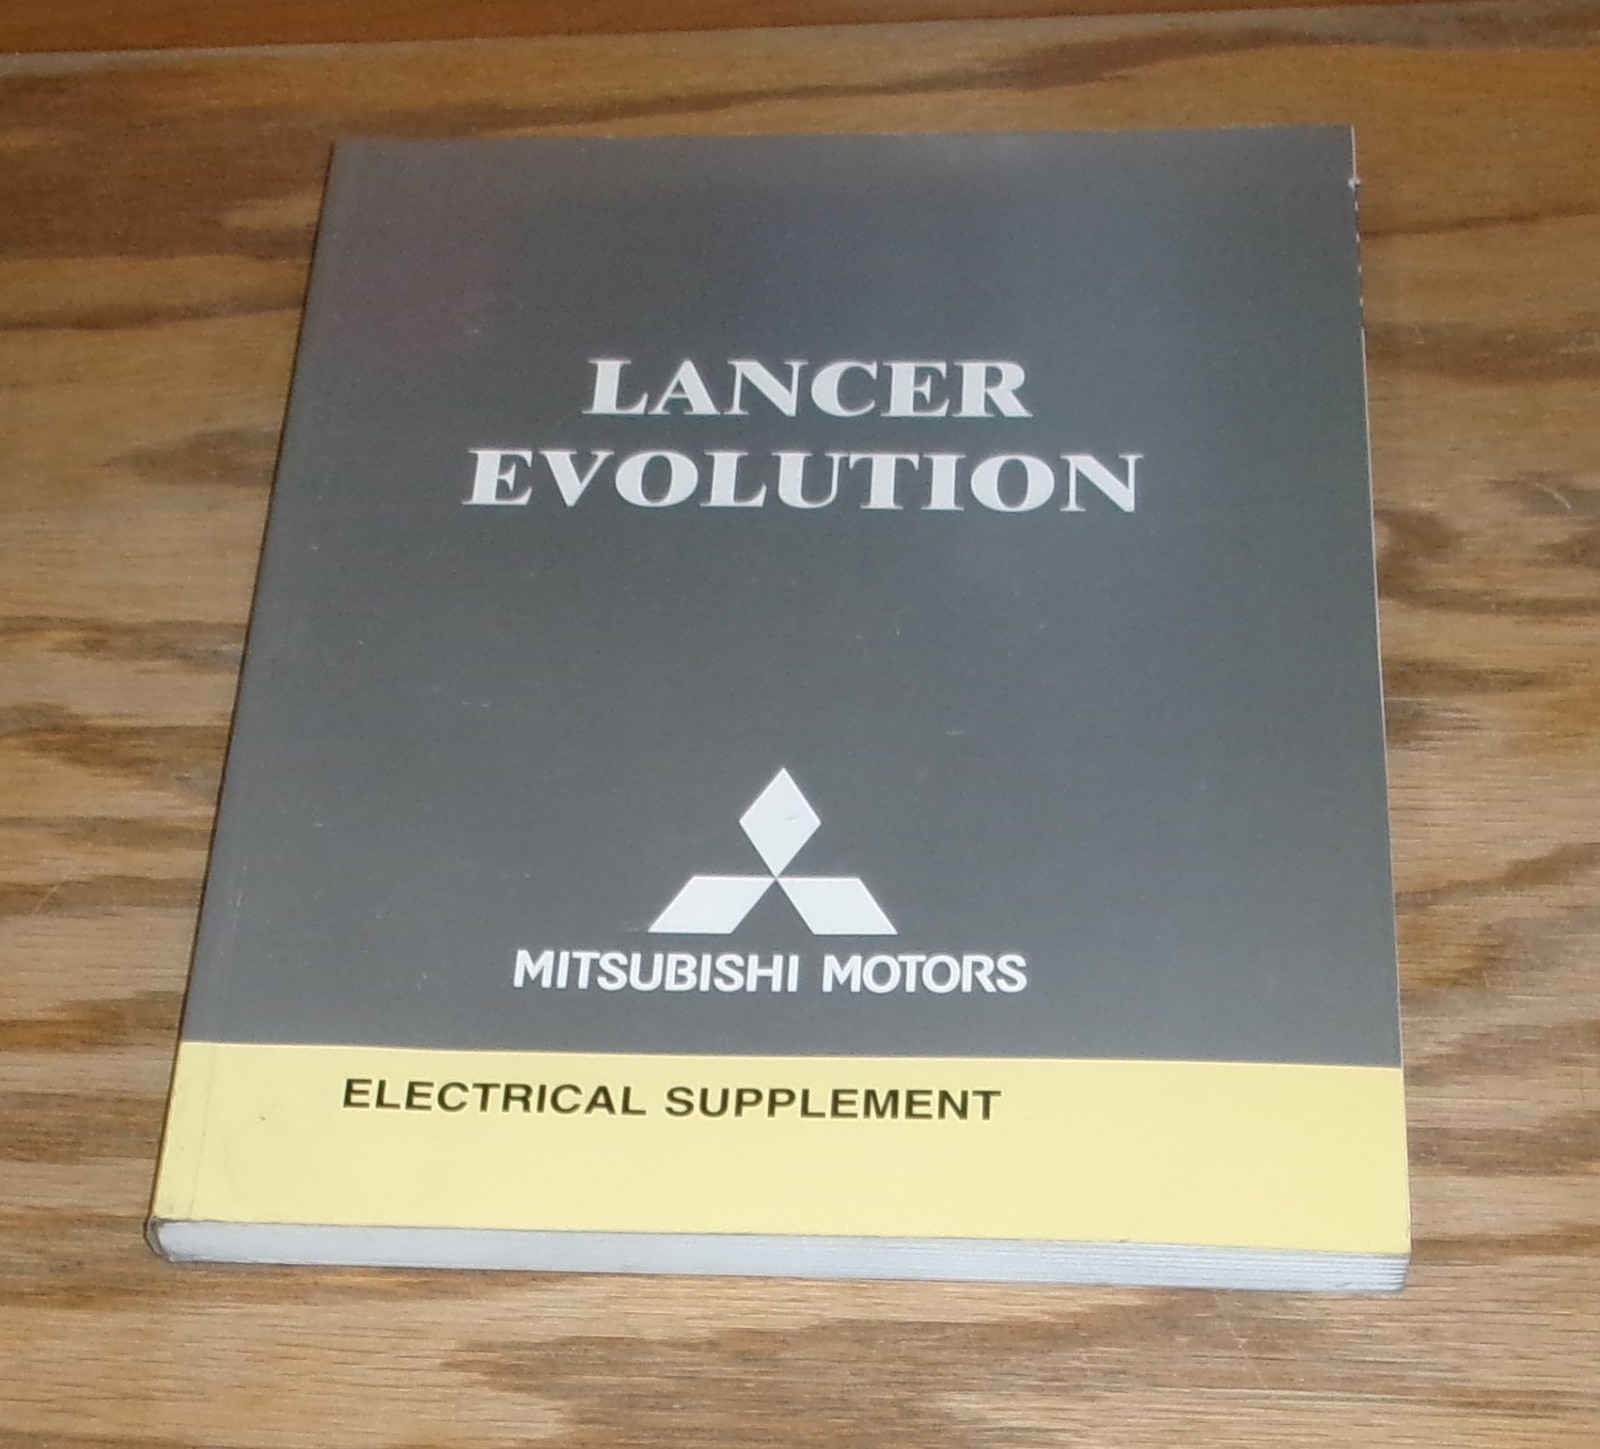 LANCER
EVOLUTION
MITSUBISHI MOTORS
ELECTRICAL SUPPLEMENT